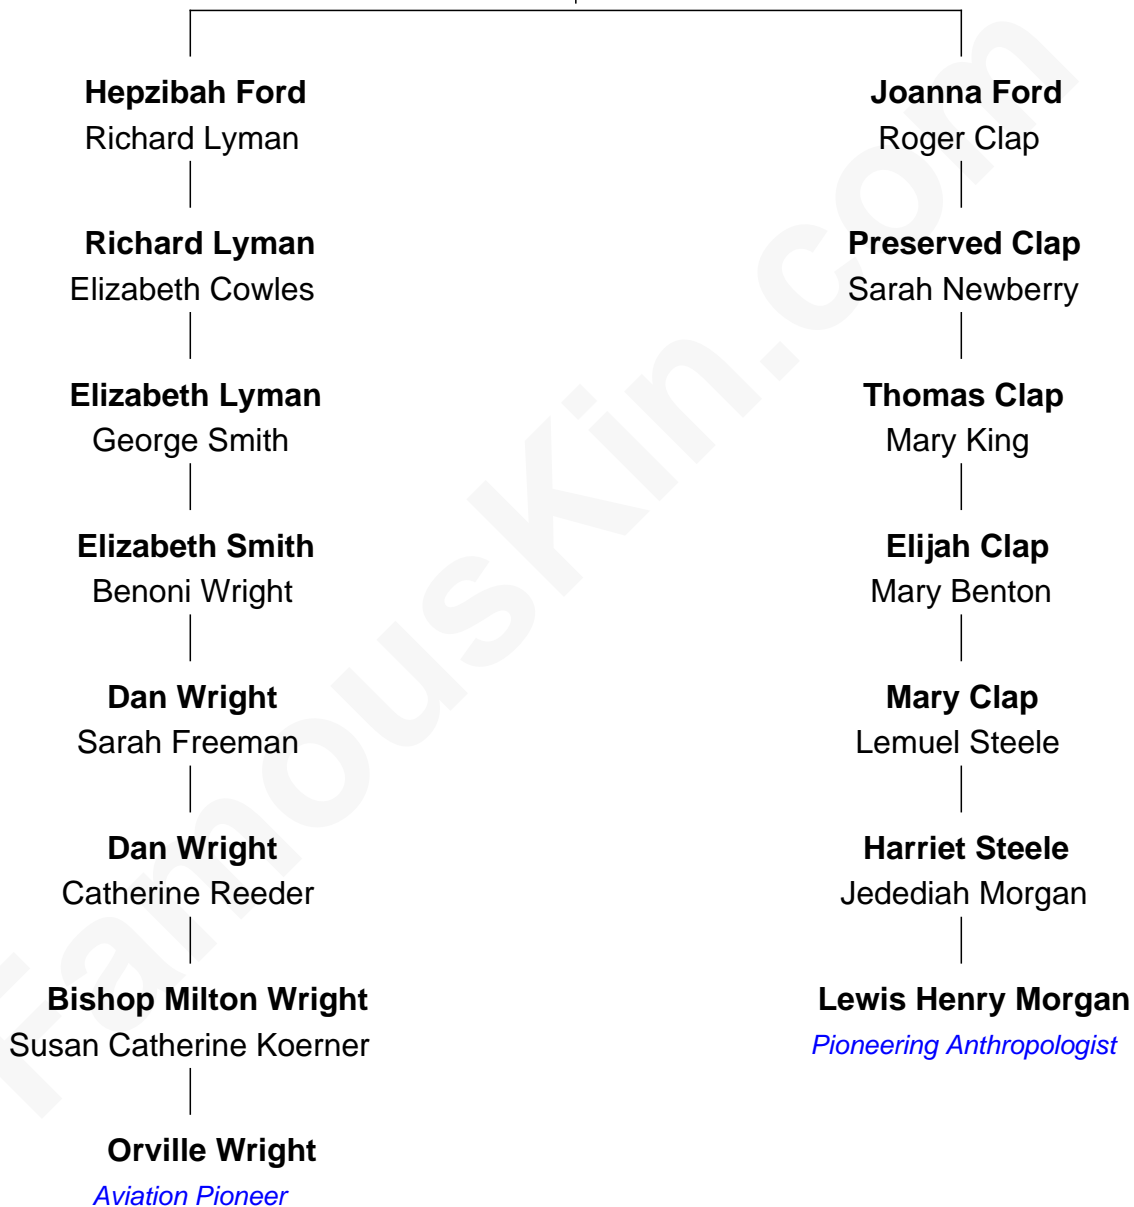 Hepzibah Ford
Richard Lyman
Joanna Ford
Roger Clap
Richard Lyman
Elizabeth Cowles
Preserved Clap
Sarah Newberry
Elizabeth Lyman
George Smith
Thomas Clap
Mary King
Elizabeth Smith
Benoni Wright
Elijah Clap
Mary Benton
Dan Wright
Sarah Freeman
Mary Clap
Lemuel Steele
Dan Wright
Catherine Reeder
Harriet Steele
Jedediah Morgan
Bishop Milton Wright
Susan Catherine Koerner
Lewis Henry Morgan
Pioneering Anthropologist
Orville Wright
Aviation Pioneer
FamousKin.com